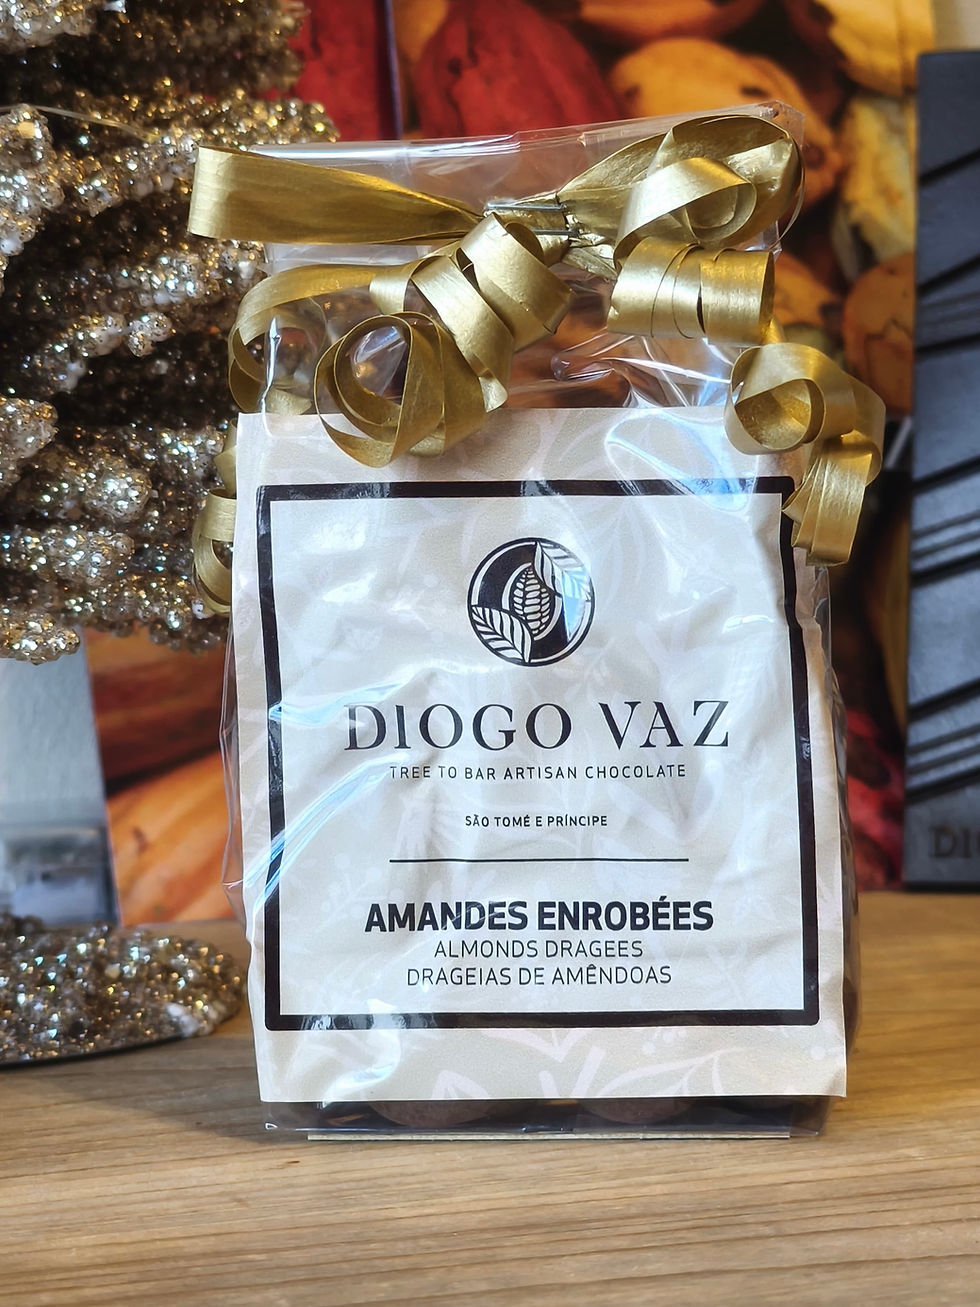 DIOGO VAZ
TREE TO BAR ARTISAN CHOCOLATE
SÃO TOMÉ E PRÍNCIPE
AMANDES ENROBÉES
ALMONDS DRAGEES
DRAGEIAS DE AMÊNDOAS